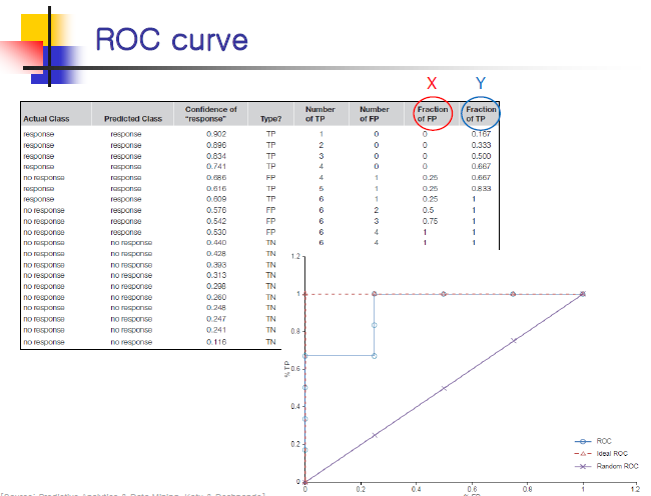 ROC curve
X Y
Actual Class Predicted Class Confidence of "response" Type? Number of TP Number of FP Fraction of FP Fraction of TP
response response 0.902 TP 1 0 0 0.167
response response 0.896 TP 2 0 0 0.333
response response 0.834 TP 3 0 0 0.500
response response 0.741 TP 4 0 0 0.667
no response response 0.686 FP 4 1 0.25 0.667
response response 0.616 TP 5 1 0.25 0.833
response response 0.609 TP 6 1 0.25 1
no response response 0.576 FP 6 2 0.5 1
no response response 0.542 FP 6 3 0.75 1
no response response 0.530 FP 6 4 1 1
no response no response 0.440 TN 6 4 1 1
no response no response 0.428 TN
no response no response 0.393 TN
no response no response 0.313 TN
no response no response 0.298 TN
no response no response 0.260 TN
no response no response 0.248 TN
no response no response 0.247 TN
no response no response 0.241 TN
no response no response 0.116 TN
1.2
1
0.8
% TP
0.6
0.4
0.2
0
0 0.2 0.4 0.6 0.8 1 1.2
ROC
Ideal ROC
Random ROC